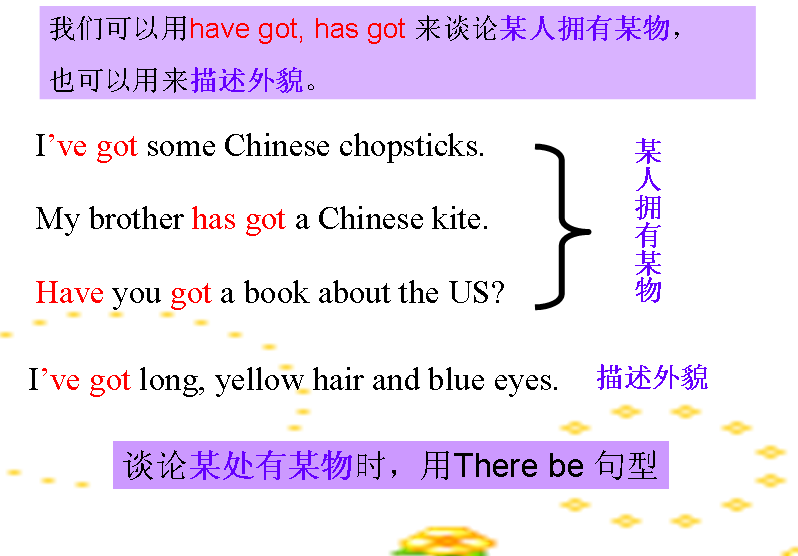 我们可以用have got, has got 来谈论某人拥有某物，
也可以用来描述外貌。
I’ve got some Chinese chopsticks.
My brother has got a Chinese kite.
Have you got a book about the US?
某人拥有某物
I’ve got long, yellow hair and blue eyes.
描述外貌
谈论某处有某物时，用There be 句型